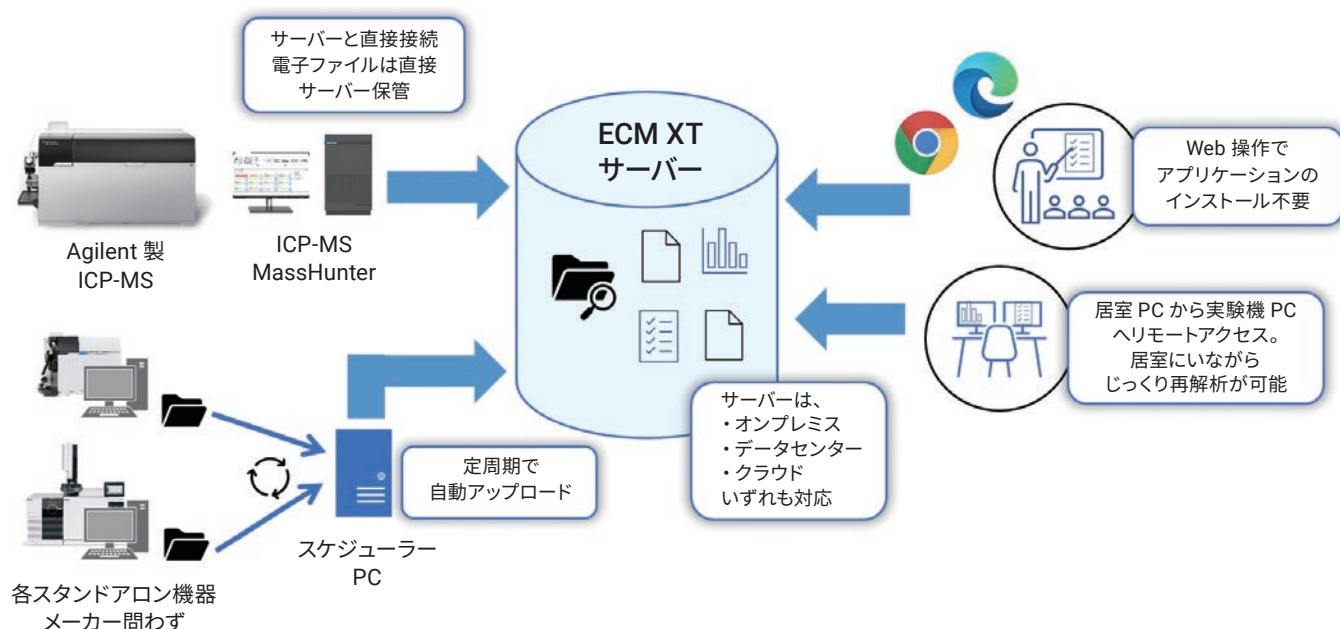 サーバーと直接接続
電子ファイルは直接
サーバー保管
Agilent 製
ICP-MS
ICP-MS
MassHunter
ECM XT
サーバー
Web 操作で
アプリケーションの
インストール不要
居室 PC から実験機 PC
へリモートアクセス。
居室にいながら
じっくり再解析が可能
サーバーは、
・オンプレミス
・データセンター
・クラウド
いずれも対応
定周期で
自動アップロード
スケジューラー
PC
各スタンドアロン機器
メーカー問わず